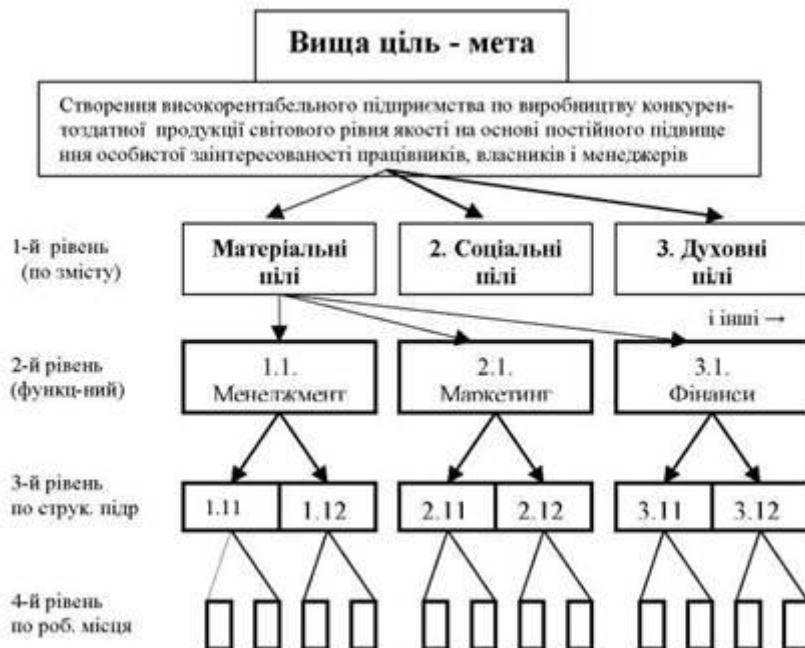 Вища ціль - мета
Створення високорентабельного підприємства по виробництву конкурен-
тоздатної продукції світового рівня якості на основі постійного підвище
ння особистої заінтересованості працівників, власників і менеджерів
1-й рівень
(по змісту)
Матеріальні
цілі
2. Соціальні
цілі
3. Духовні
цілі
і інші →
2-й рівень
(функц-ний)
1.1.
Менеджмент
2.1.
Маркетинг
3.1.
Фінанси
3-й рівень
по струк. підр
1.11
1.12
2.11
2.12
3.11
3.12
4-й рівень
по роб. місця